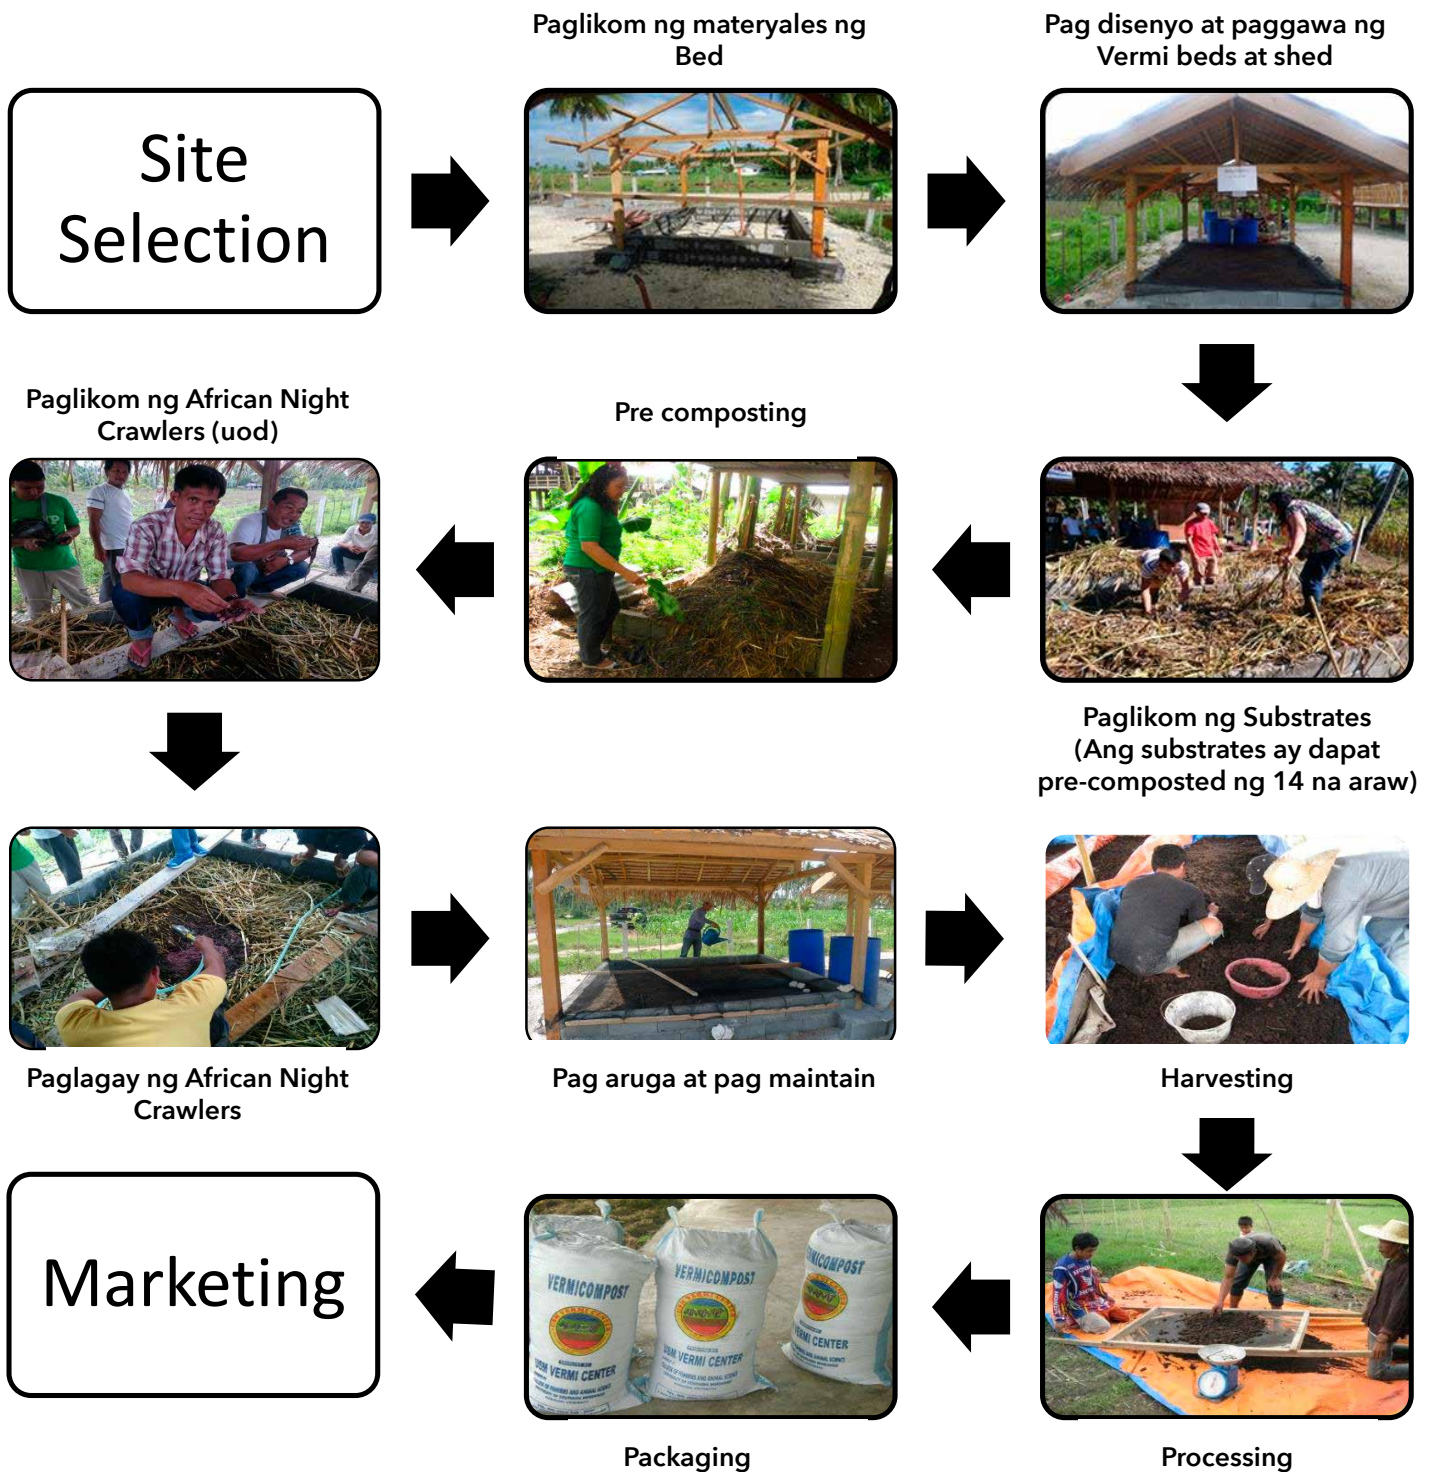 Site
Selection
Paglikom ng materyales ng
Bed
Pag disenyo at paggawa ng
Vermi beds at shed
Paglikom ng Substrates
(Ang substrates ay dapat
pre-composted ng 14 na araw)
Pre composting
Paglikom ng African Night
Crawlers (uod)
Paglagay ng African Night
Crawlers
Pag aruga at pag maintain
Harvesting
Processing
Packaging
VERMICOMPOST
USM VERMI CENTER
VERMICOMPOST
USM VERMI CENTER
VERMICOMPOST
VERMI CENTER
Marketing